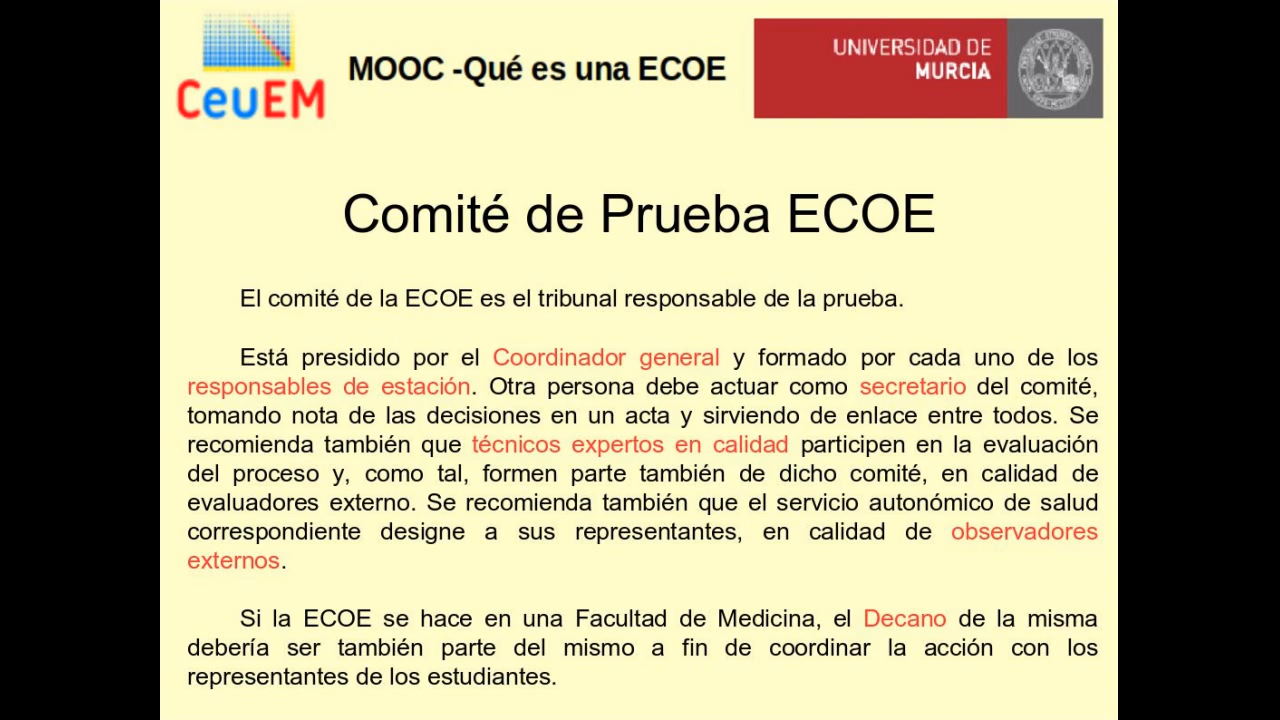 CeuEM
MOOC -Qué es una ECOE
UNIVERSIDAD DE
MURCIA
Comité de Prueba ECOE
El comité de la ECOE es el tribunal responsable de la prueba.
Está presidido por el Coordinador general y formado por cada uno de los
responsables de estación. Otra persona debe actuar como secretario del comité,
tomando nota de las decisiones en un acta y sirviendo de enlace entre todos. Se
recomienda también que técnicos expertos en calidad participen en la evaluación
del proceso y, como tal, formen parte también de dicho comité, en calidad de
evaluadores externo. Se recomienda también que el servicio autonómico de salud
correspondiente designe a sus representantes, en calidad de observadores
externos.
Si la ECOE se hace en una Facultad de Medicina, el Decano de la misma
debería ser también parte del mismo a fin de coordinar la acción con los
representantes de los estudiantes.